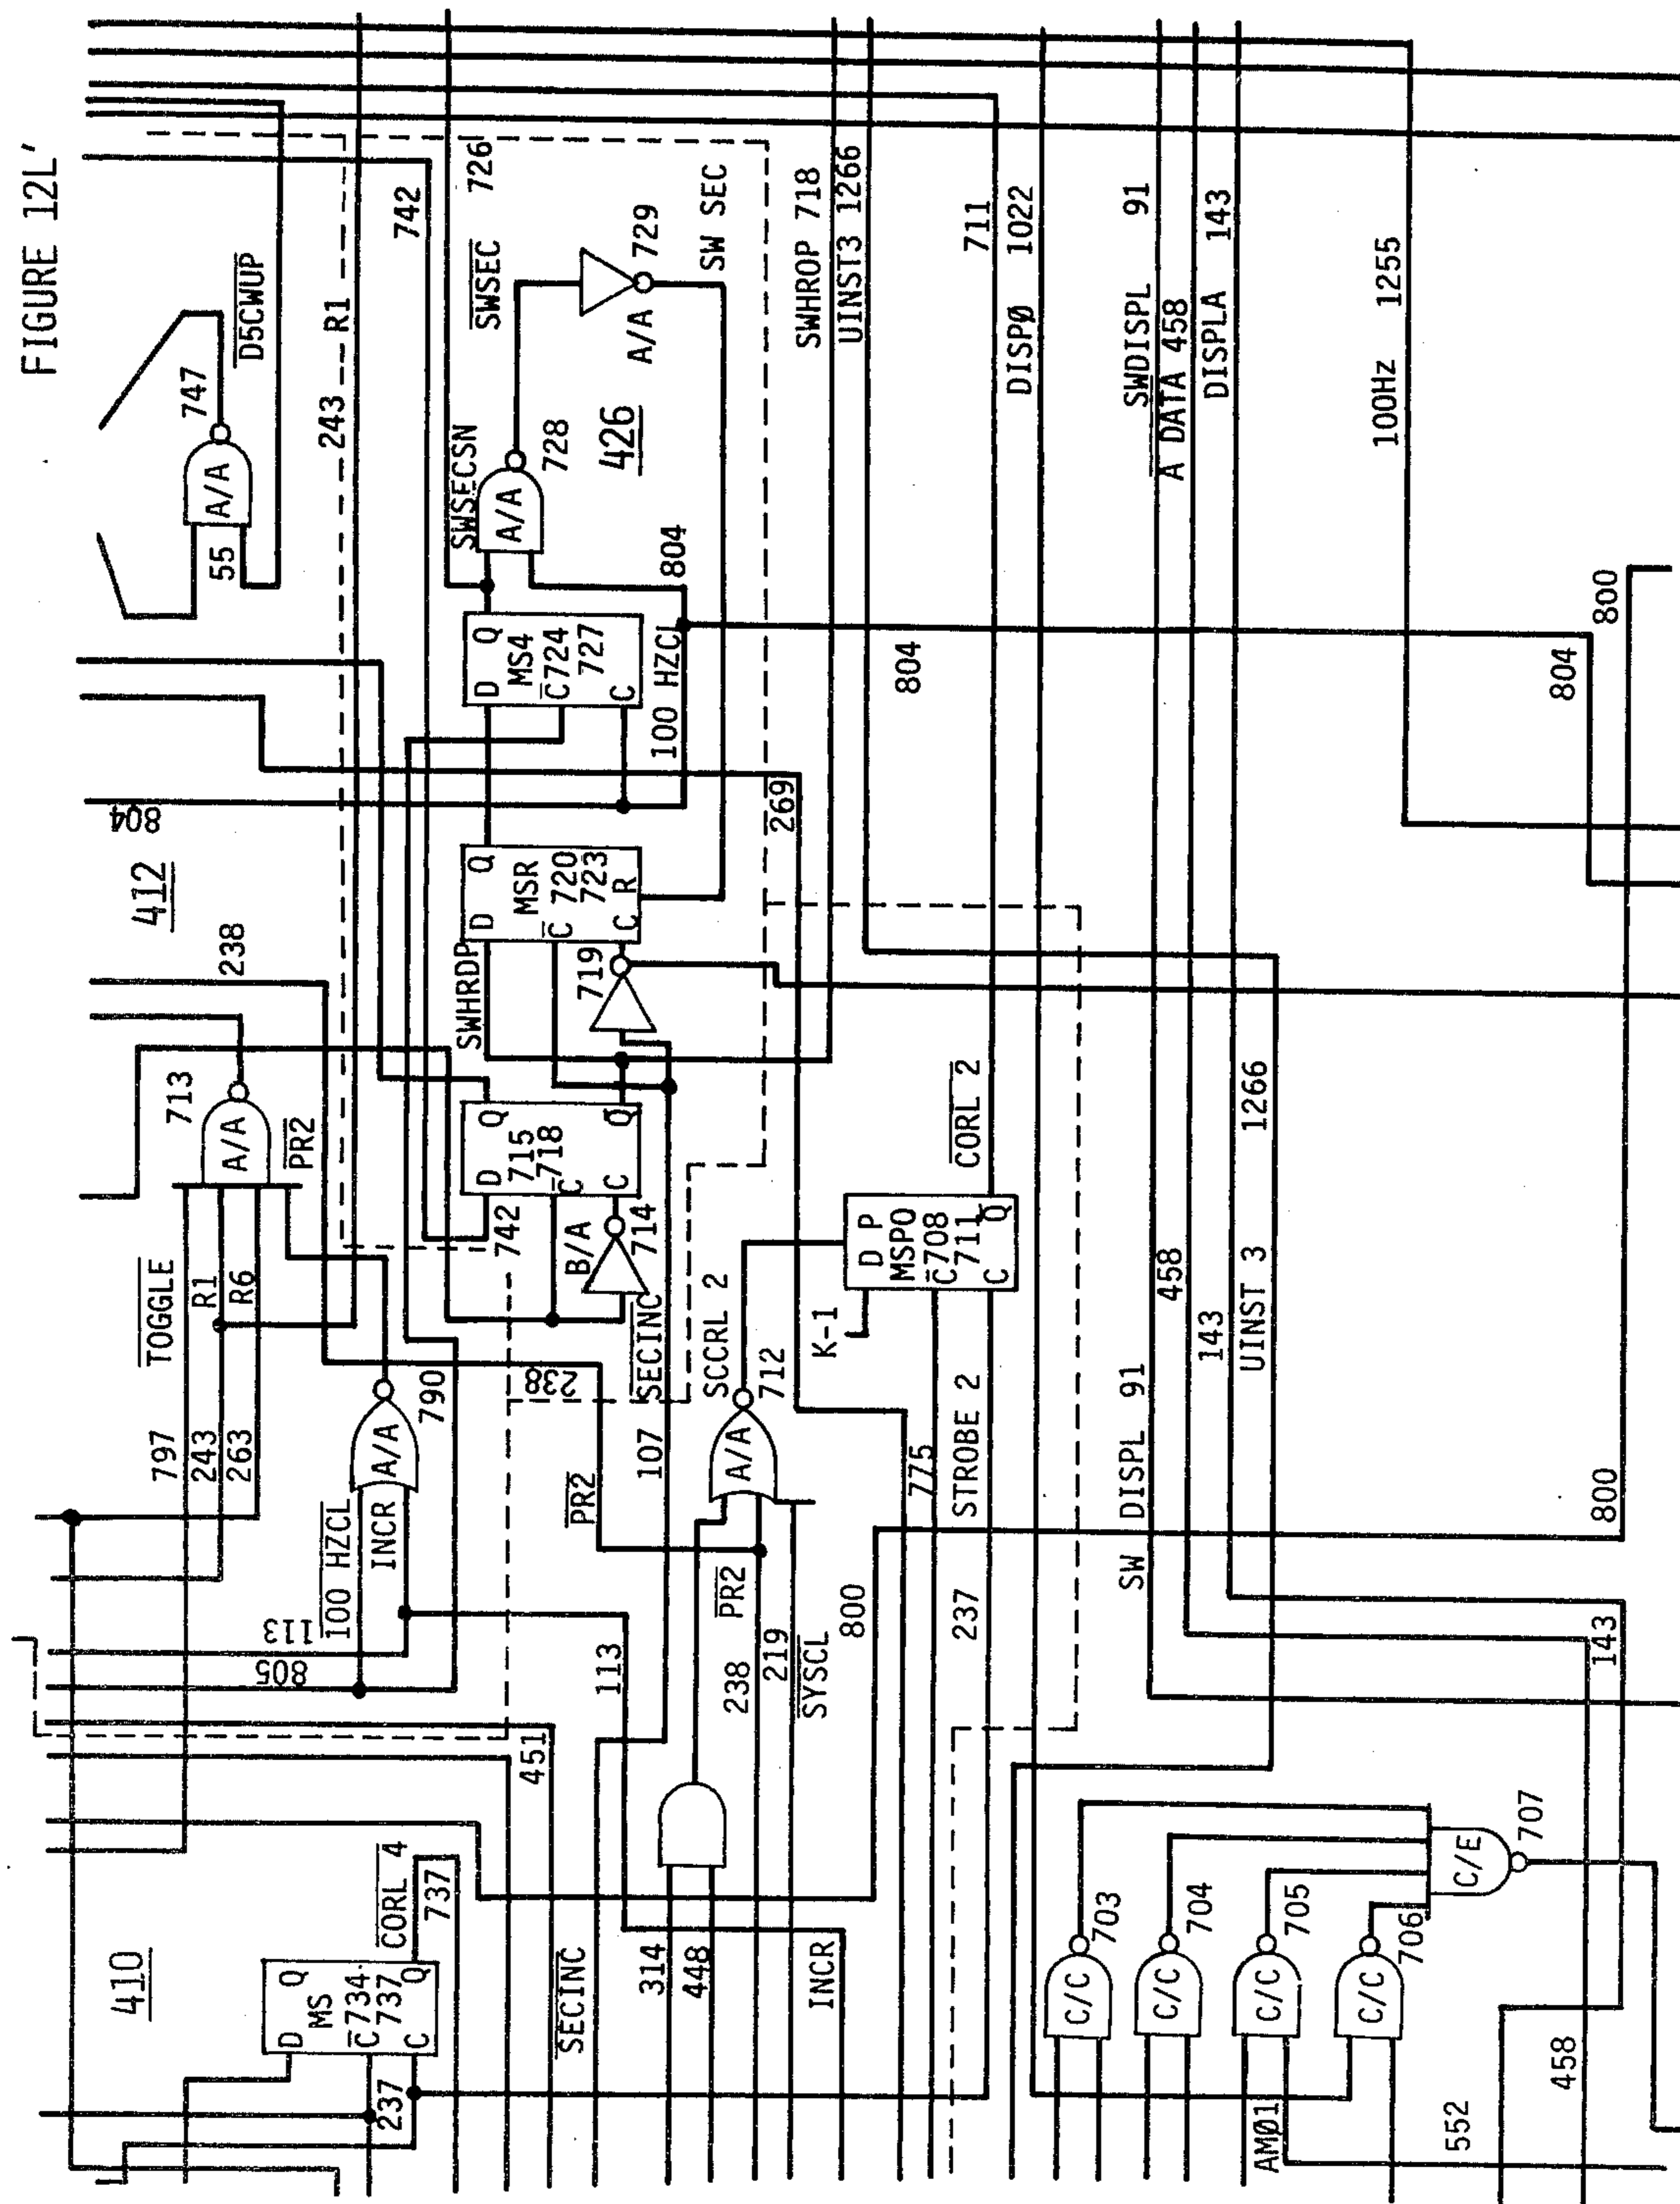 FIGURE 12L'
A/A
747
55
D5CWUP
243 R1
742
726
412
804
238
713
A/A
PR2
TOGGLE
R1
R6
797
243
263
100 HZCL
INCR
A/A
790
113
805
SWSECSN
SWSEC
A/A
728
426
A/A
729
SW SEC
D
Q
MS4
C 724
727
C
100 HZCL
804
SWHRDP
D
Q
MSR
C
720
723
C
R
719
269
D
Q
715
C 718
C
Q
742
B/A
714
SECINC
238
107
PR2
SCCRL 2
A/A
712
K-1
D P
MSPO
C 708
711
C
Q
CORL 2
775
STROBE 2
237
800
PR2
238
219
SYSCL
113
451
410
D
Q
MS
C 734
737
C
Q
CORL 4
737
237
SECINC
314
448
INCR
SWHROP 718
UINST3 1266
711
DISPØ 1022
804
SWDISPL 91
A DATA 458
DISPLA 143
100Hz 1255
804
800
SW DISPL 91
458
143
UINST 3
1266
800
143
C/C
703
C/C
704
C/C
705
C/C
706
C/E
707
AMØ1
552
458